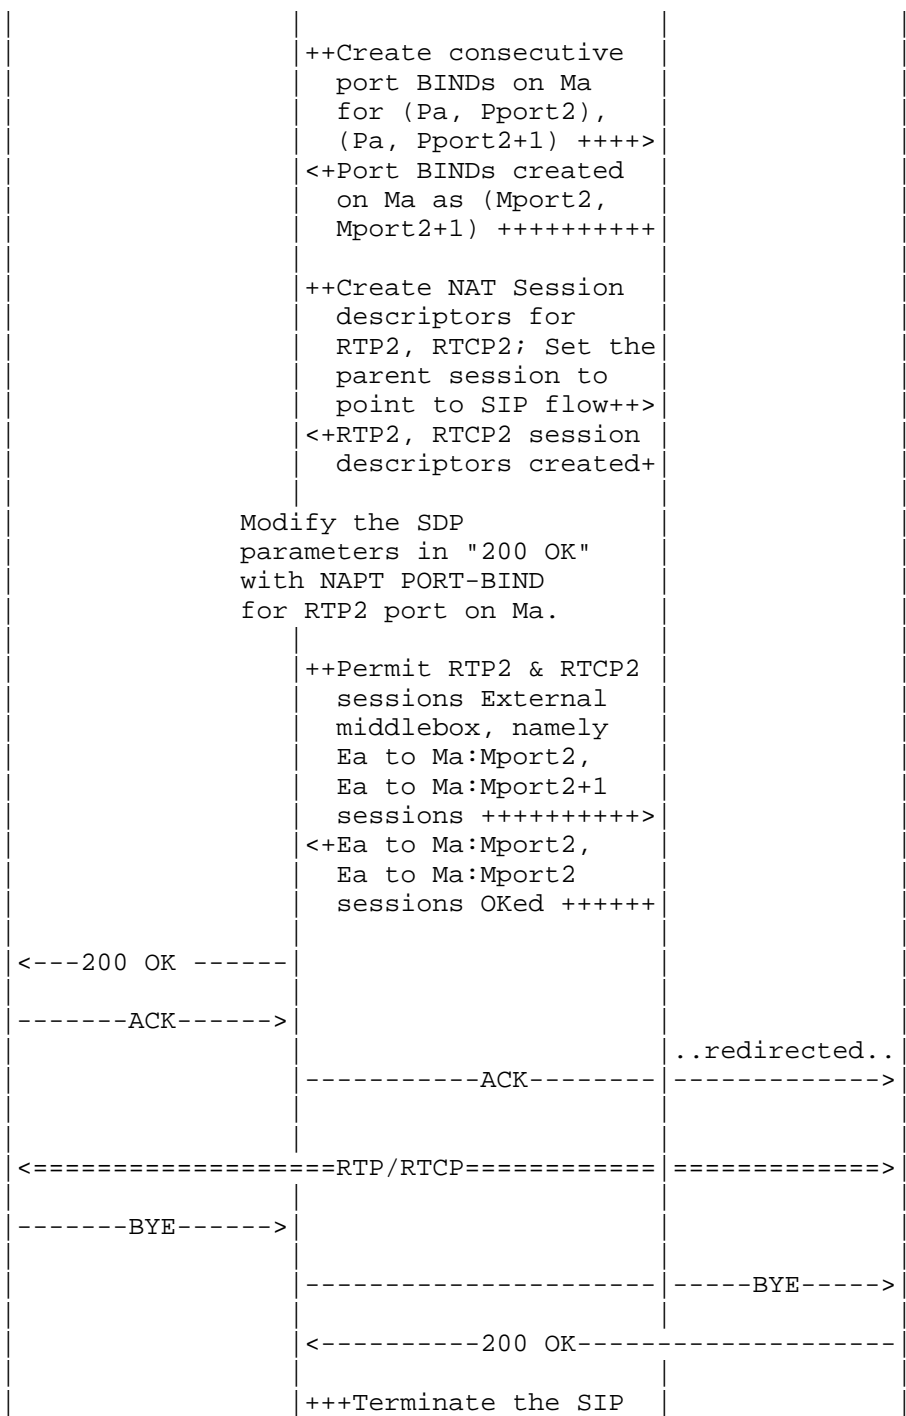 ++Create consecutive
port BINDs on Ma
for (Pa, Pport2),
(Pa, Pport2+1) ++++>
<+Port BINDs created
on Ma as (Mport2,
Mport2+1) ++++++++++
++Create NAT Session
descriptors for
RTP2, RTCP2; Set the
parent session to
point to SIP flow++>
<+RTP2, RTCP2 session
descriptors created+
Modify the SDP
parameters in "200 OK"
with NAPT PORT-BIND
for RTP2 port on Ma.
++Permit RTP2 & RTCP2
sessions External
middlebox, namely
Ea to Ma:Mport2,
Ea to Ma:Mport2+1
sessions ++++++++++>
<+Ea to Ma:Mport2,
Ea to Ma:Mport2
sessions OKed ++++++
<---200 OK ------
-------ACK------>
..redirected..
-----------ACK--------|------------->
<===================RTP/RTCP============|=============>
-------BYE------>
----------------------|-----BYE----->
<----------200 OK--------------------
+++Terminate the SIP